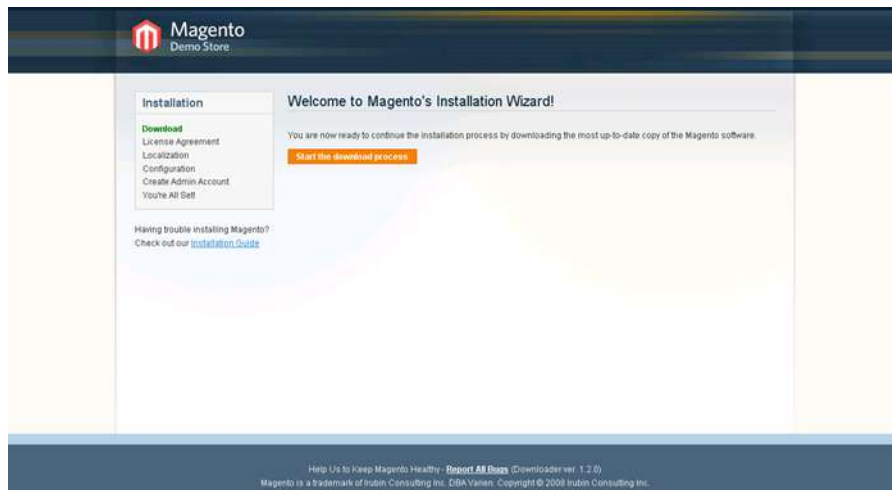 Magento
Demo Store
Installation
Download
License Agreement
Localization
Configuration
Create Admin Account
You're All Set!
Having trouble installing Magento?
Check out our Installation Guide
Welcome to Magento's Installation Wizard!
You are now ready to continue the installation process by downloading the most up-to-date copy of the Magento software.
Start the download process
Help Us to Keep Magento Healthy - Report All Bugs (Downloader ver. 1.2.0)
Magento is a trademark of Irubin Consulting Inc. DBA Varien. Copyright © 2008 Irubin Consulting Inc.